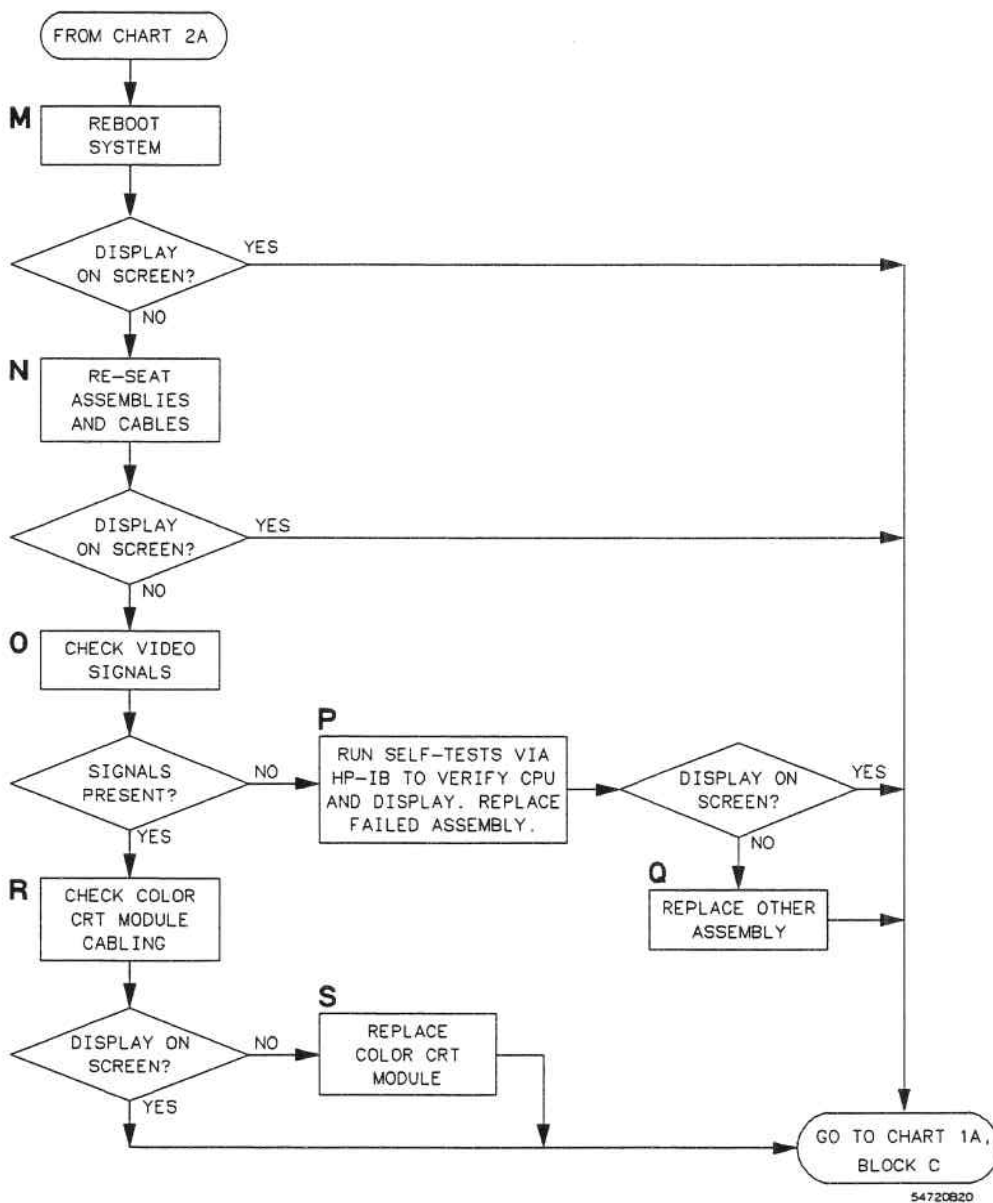 FROM CHART 2A
M
REBOOT
SYSTEM
DISPLAY
ON SCREEN?
YES
NO
N
RE-SEAT
ASSEMBLIES
AND CABLES
DISPLAY
ON SCREEN?
YES
NO
O
CHECK VIDEO
SIGNALS
SIGNALS
PRESENT?
NO
YES
P
RUN SELF-TESTS VIA
HP-IB TO VERIFY CPU
AND DISPLAY. REPLACE
FAILED ASSEMBLY.
DISPLAY ON
SCREEN?
YES
NO
Q
REPLACE OTHER
ASSEMBLY
R
CHECK COLOR
CRT MODULE
CABLING
DISPLAY ON
SCREEN?
NO
YES
S
REPLACE
COLOR CRT
MODULE
GO TO CHART 1A,
BLOCK C
54720B20